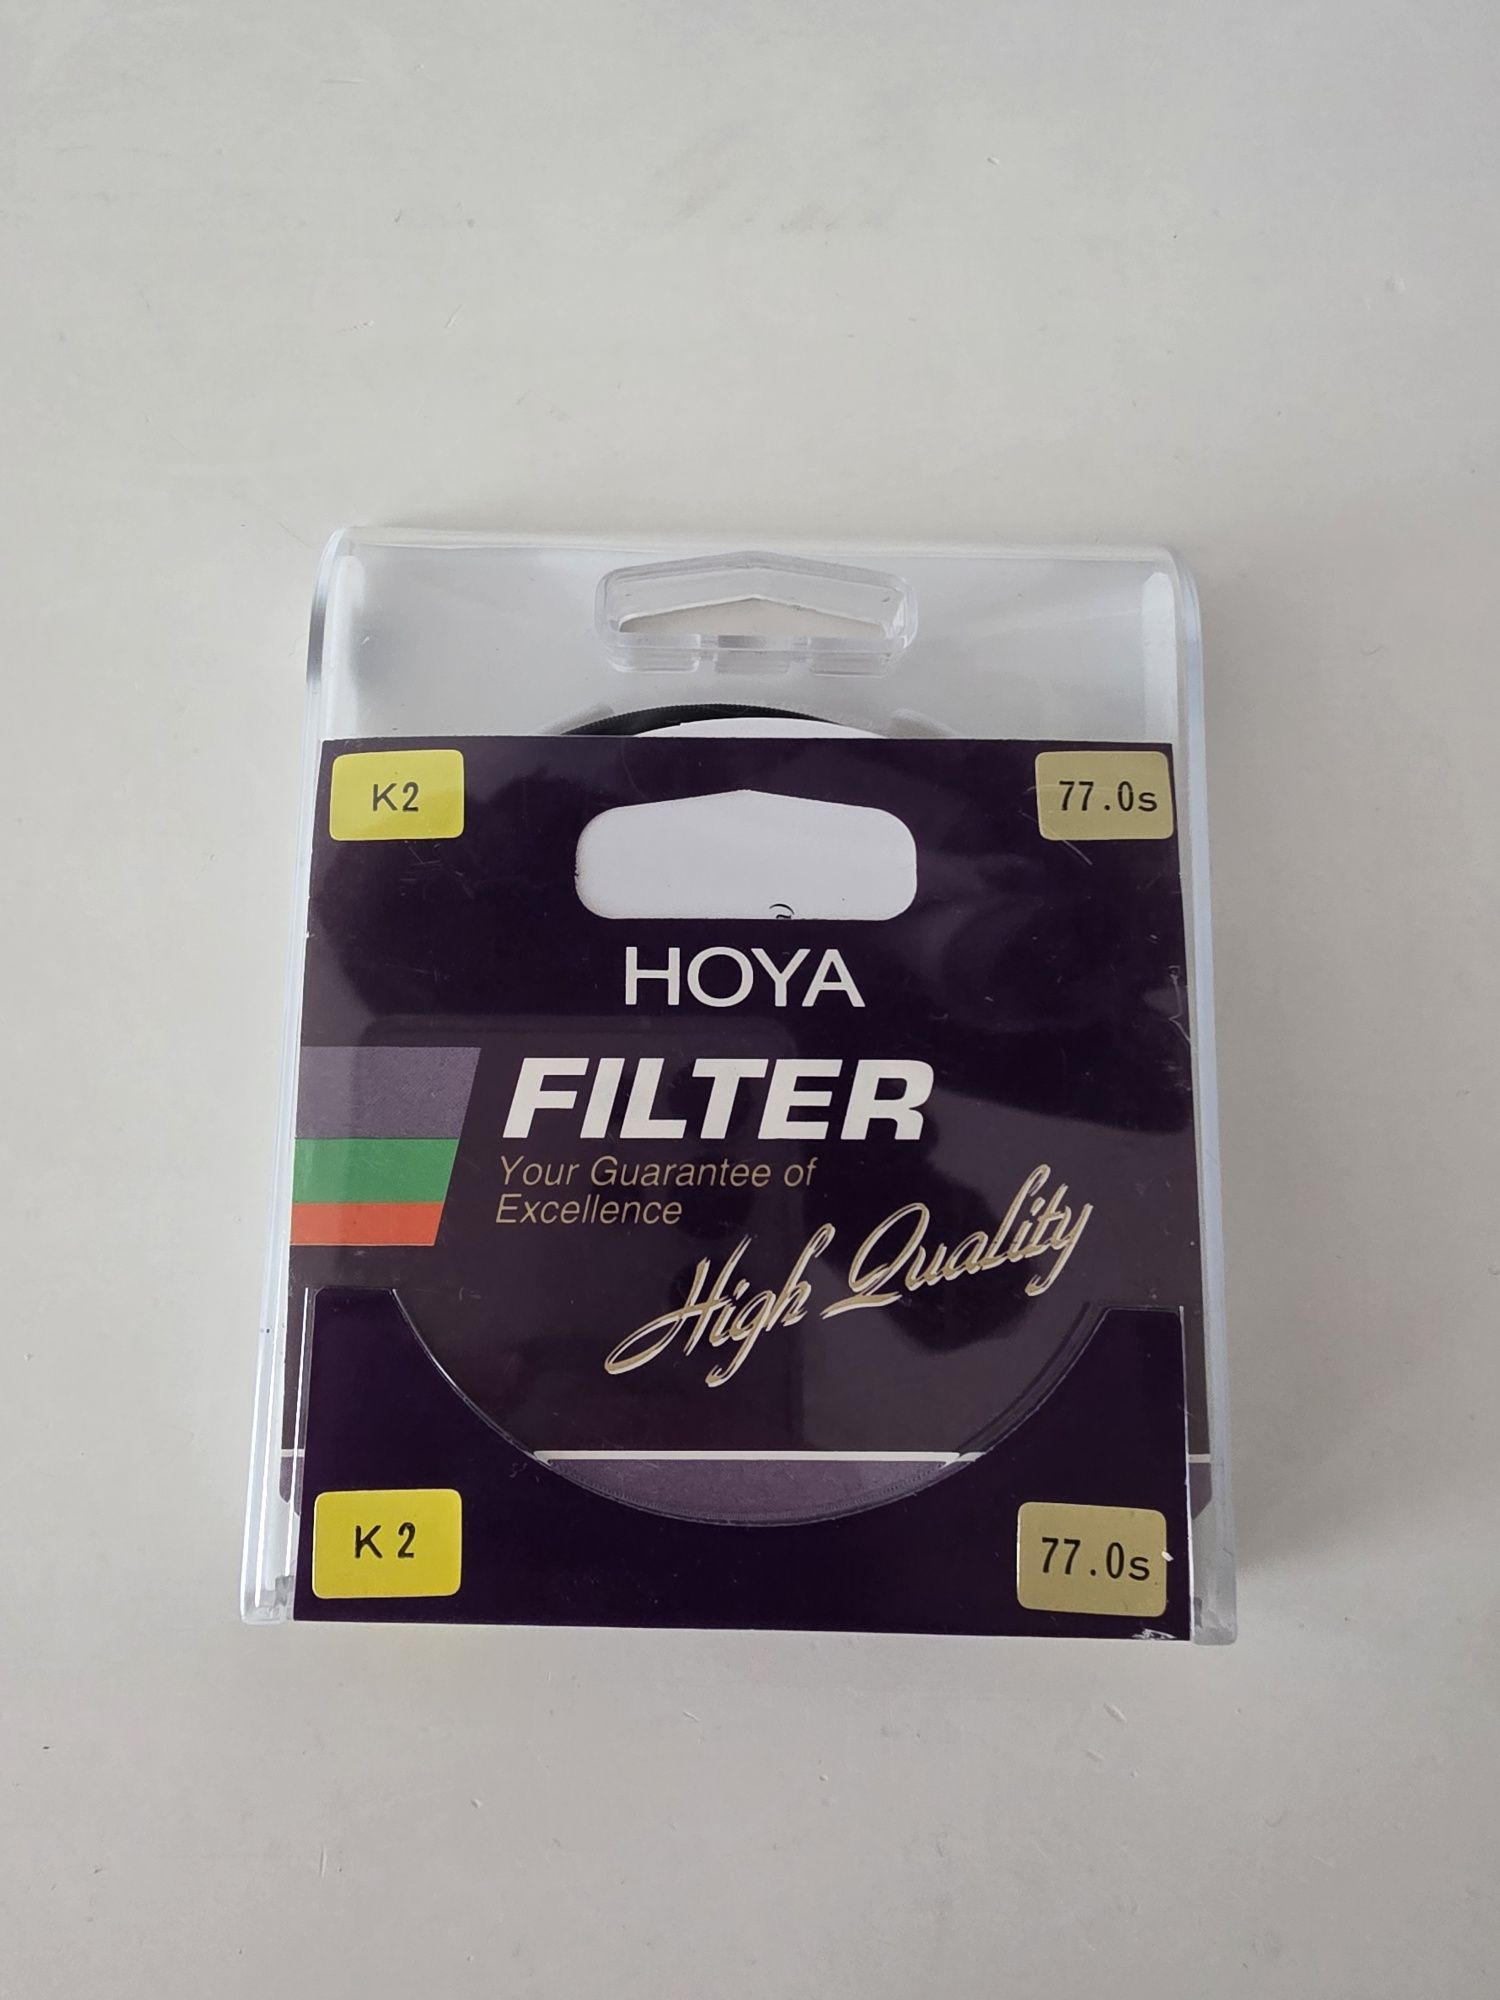 K2
77.0s
HOYA
FILTER
Your Guarantee of
Excellence
High Quality
K2
77.0s